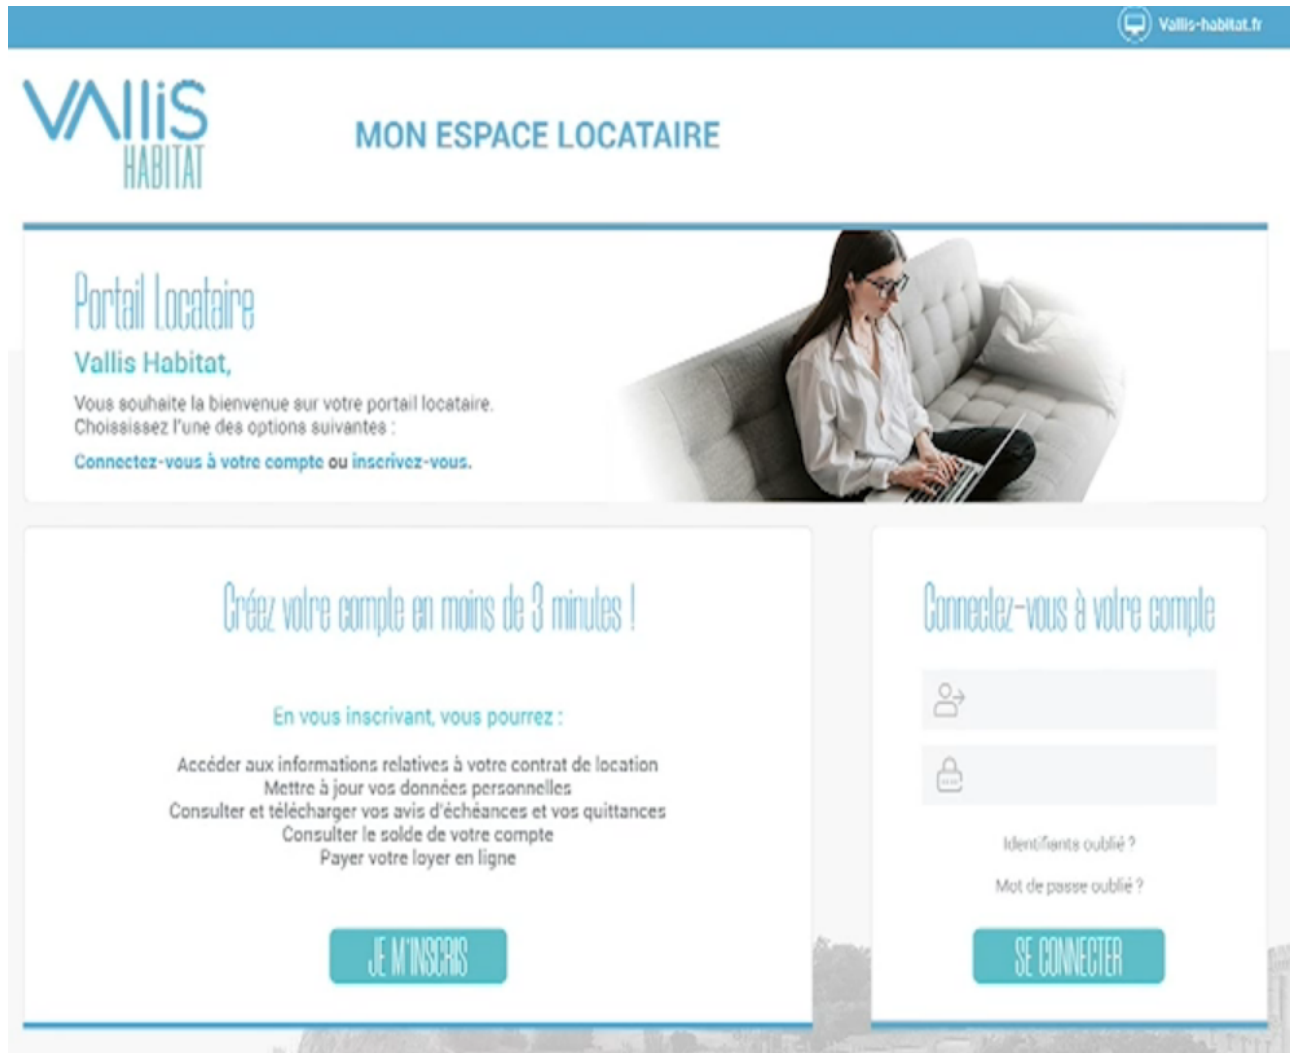 Vallis-habitat.fr
VAlliS
HABITAT
MON ESPACE LOCATAIRE
Portail Locataire
Vallis Habitat,
Vous souhaite la bienvenue sur votre portail locataire.
Choississez l'une des options suivantes :
Connectez-vous à votre compte ou inscrivez-vous.
Créez votre compte en moins de 3 minutes !
En vous inscrivant, vous pourrez :
Accéder aux informations relatives à votre contrat de location
Mettre à jour vos données personnelles
Consulter et télécharger vos avis d'échéances et vos quittances
Consulter le solde de votre compte
Payer votre loyer en ligne
JE M'INSCRIS
Connectez-vous à votre compte
Identifiants oublié ?
Mot de passe oublié ?
SE CONNECTER